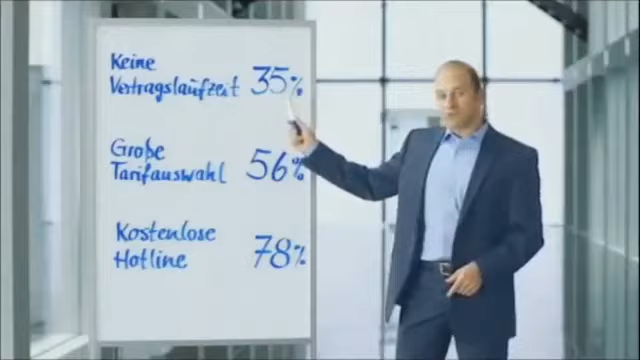 Keine
Vertragslaufzeit 35%
Große
Tarifauswahl 56%
Kostenlose
Hotline 78%